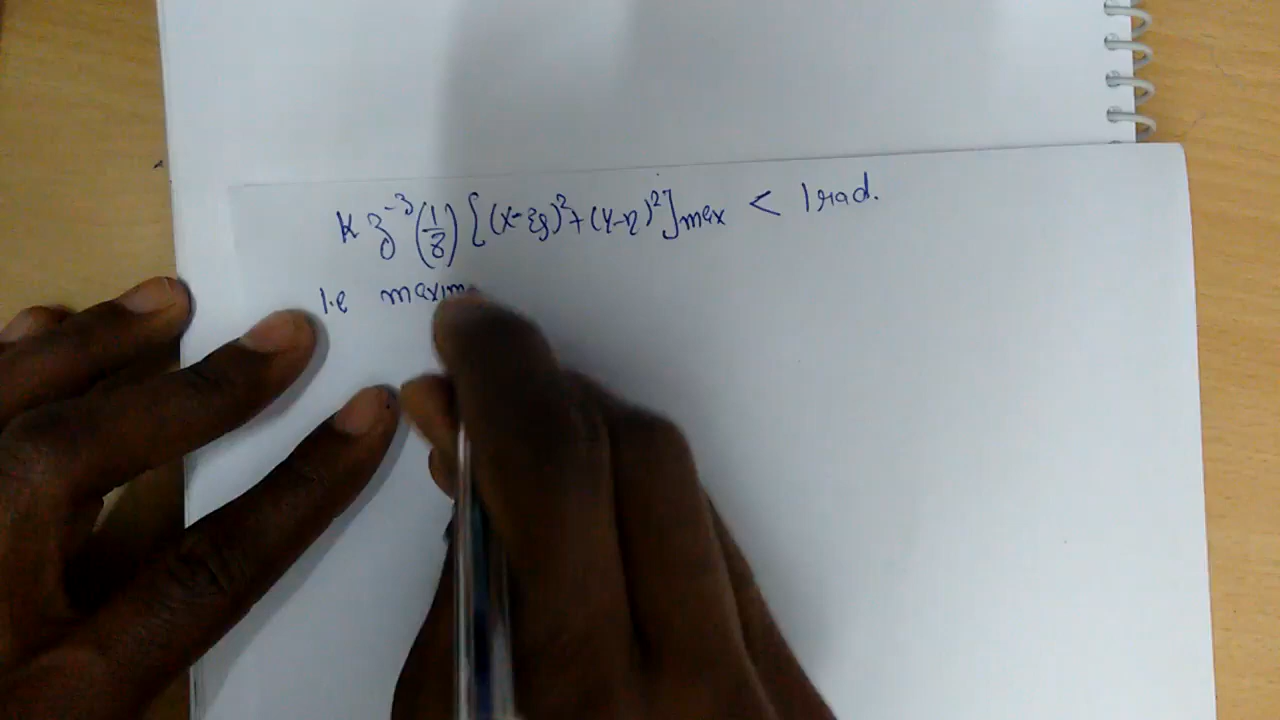 K z⁻³ (1/8) [(x-ξ)²+(y-η)²]max < 1 rad.
I.e maxim